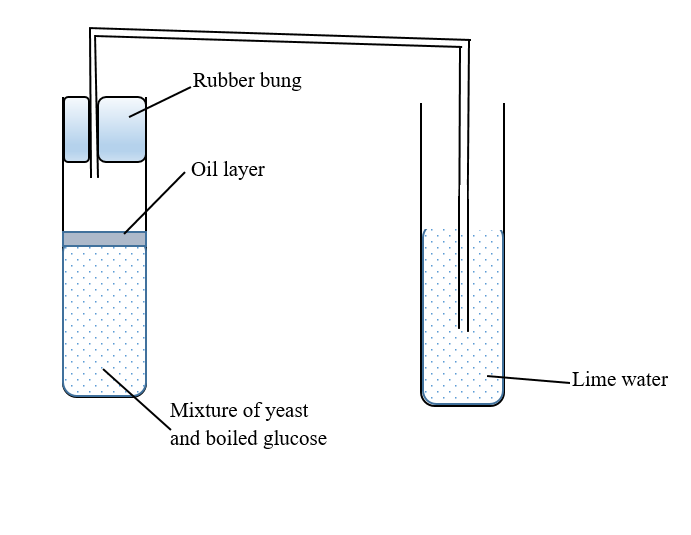 Rubber bung
Oil layer
Lime water
Mixture of yeast
and boiled glucose